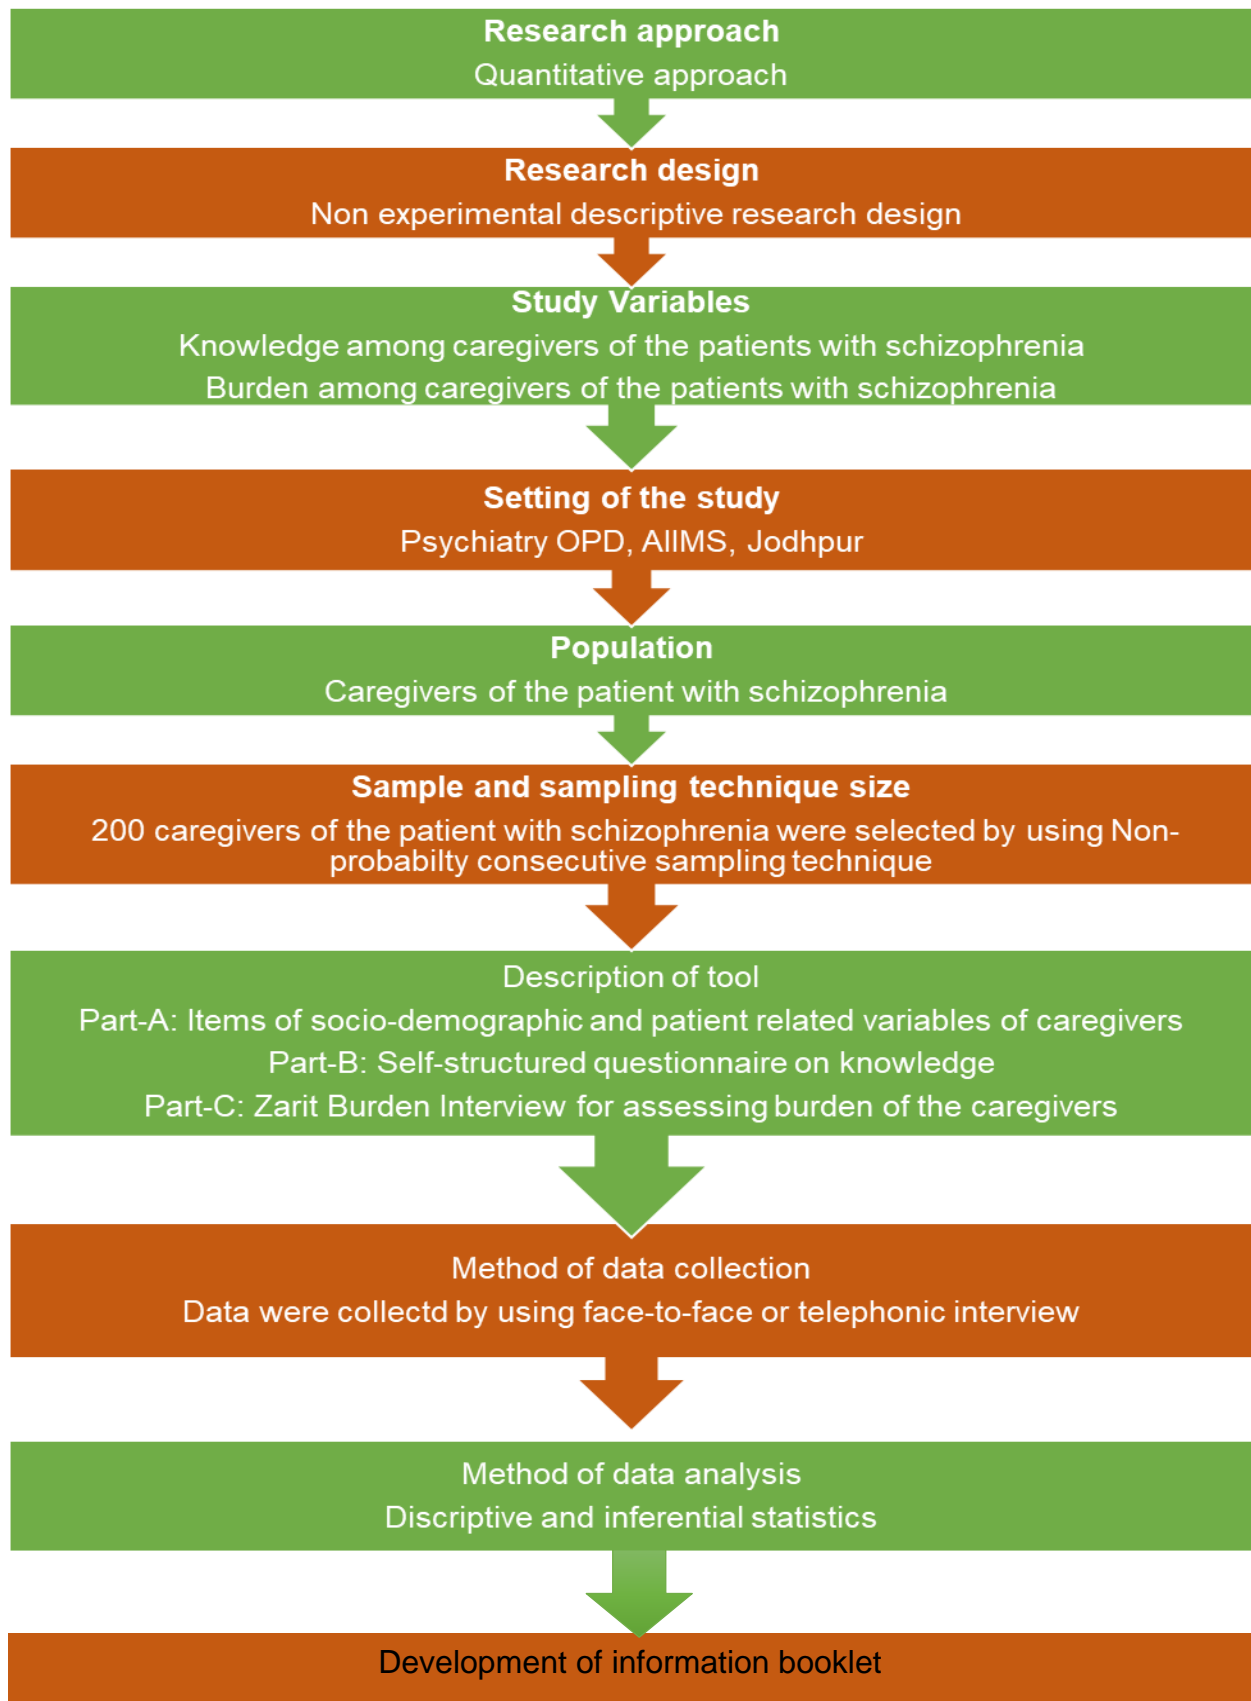 Research approach
Quantitative approach
Research design
Non experimental descriptive research design
Study Variables
Knowledge among caregivers of the patients with schizophrenia
Burden among caregivers of the patients with schizophrenia
Setting of the study
Psychiatry OPD, AIIMS, Jodhpur
Population
Caregivers of the patient with schizophrenia
Sample and sampling technique size
200 caregivers of the patient with schizophrenia were selected by using Non-
probabilty consecutive sampling technique
Description of tool
Part-A: Items of socio-demographic and patient related variables of caregivers
Part-B: Self-structured questionnaire on knowledge
Part-C: Zarit Burden Interview for assessing burden of the caregivers
Method of data collection
Data were collectd by using face-to-face or telephonic interview
Method of data analysis
Discriptive and inferential statistics
Development of information booklet